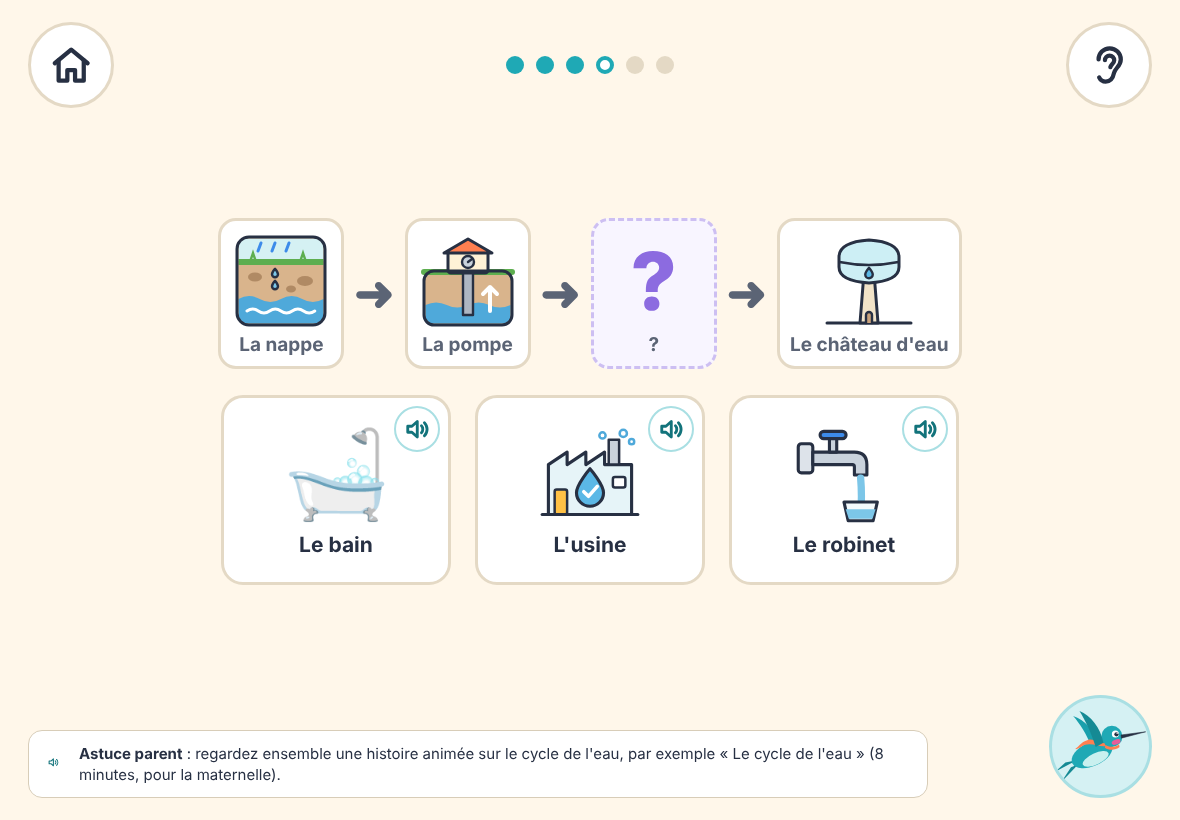 La nappe
La pompe
?
?
Le château d'eau
Le bain
L'usine
Le robinet
Astuce parent : regardez ensemble une histoire animée sur le cycle de l'eau, par exemple « Le cycle de l'eau » (8
minutes, pour la maternelle).